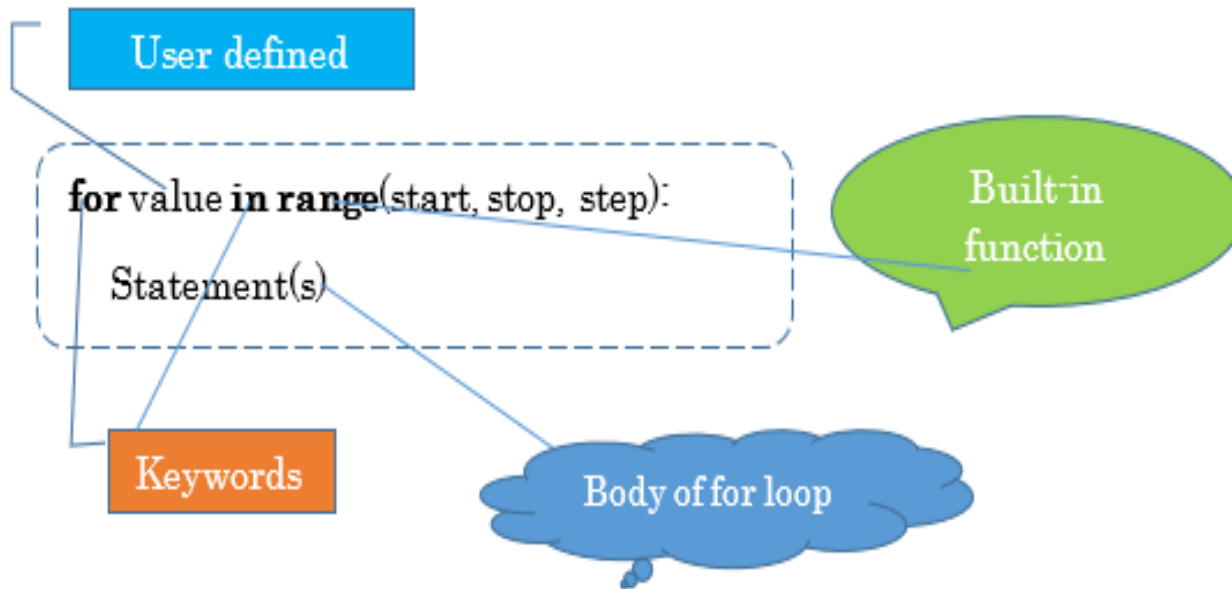 User defined
for value in range(start, stop, step):
Statement(s)
Built-in
function
Keywords
Body of for loop